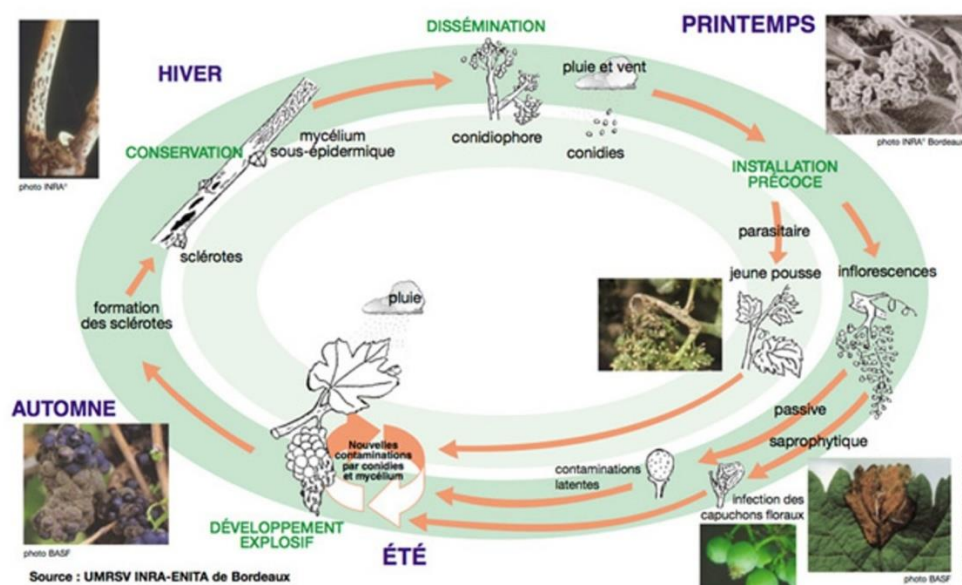 DISSÉMINATION
PRINTEMPS
HIVER
pluie et vent
photo INRA®
CONSERVATION
mycélium
sous-épidermique
conidiophore
conidies
photo INRA® Bordeaux
INSTALLATION
PRÉCOCE
sclérotes
parasitaire
jeune pousse
inflorescences
formation
des sclérotes
pluie
AUTOMNE
passive
saprophytique
Nouvelles
contaminations
par conidies
et mycélium
contaminations
latentes
infection des
capuchons floraux
DÉVELOPPEMENT
EXPLOSIF
ÉTÉ
photo BASF
photo BASF
Source : UMRSV INRA-ENITA de Bordeaux